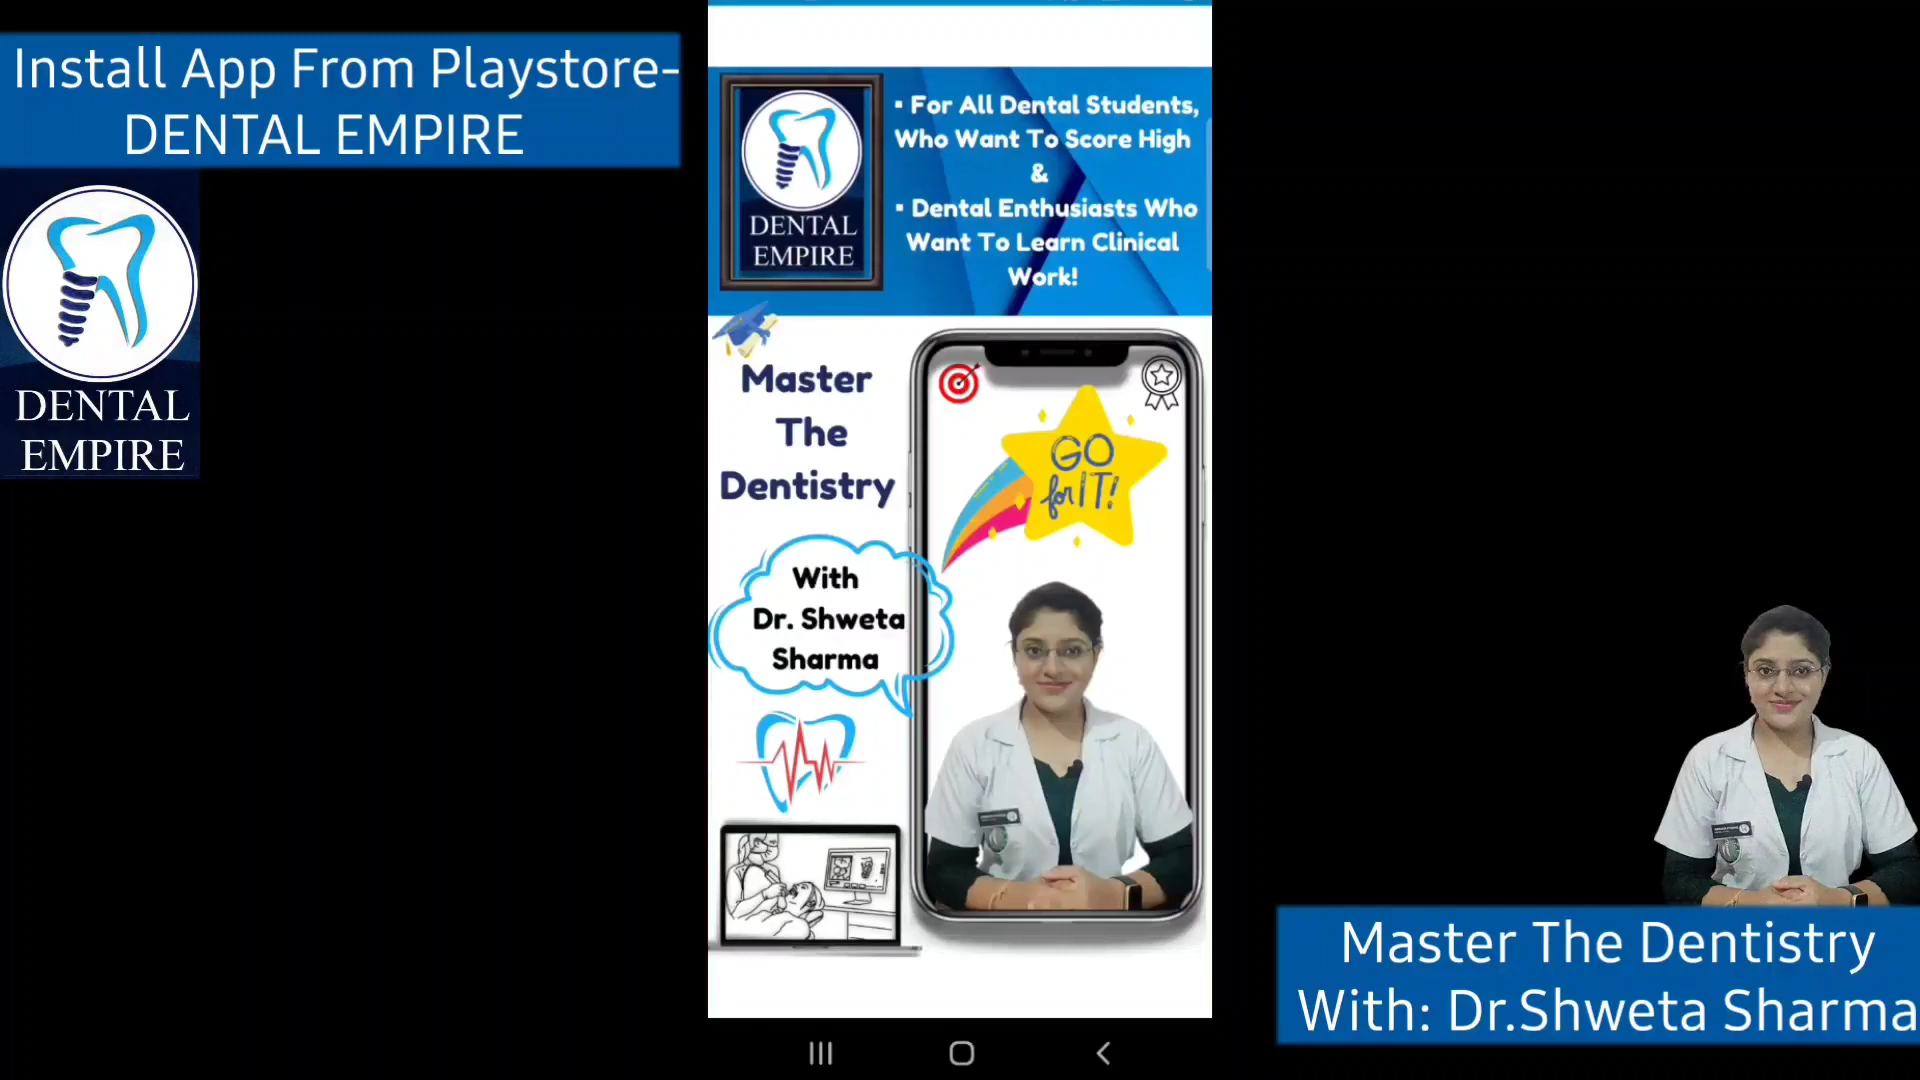 Install App From Playstore-
DENTAL EMPIRE
DENTAL
EMPIRE
DENTAL
EMPIRE
▪ For All Dental Students,
Who Want To Score High
&
▪ Dental Enthusiasts Who
Want To Learn Clinical
Work!
Master
The
Dentistry
GO
for IT!
With
Dr. Shweta
Sharma
Master The Dentistry
With: Dr.Shweta Sharma